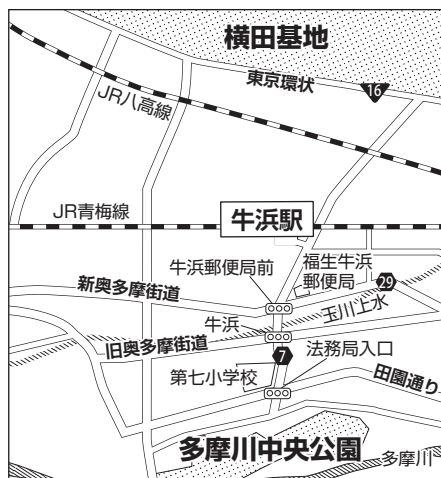 横田基地
東京環状
16
JR八高線
JR青梅線
牛浜駅
牛浜郵便局前
福生牛浜
郵便局
29
新奥多摩街道
玉川上水
牛浜
旧奥多摩街道
7
法務局入口
第七小学校
田園通り
多摩川中央公園
多摩川